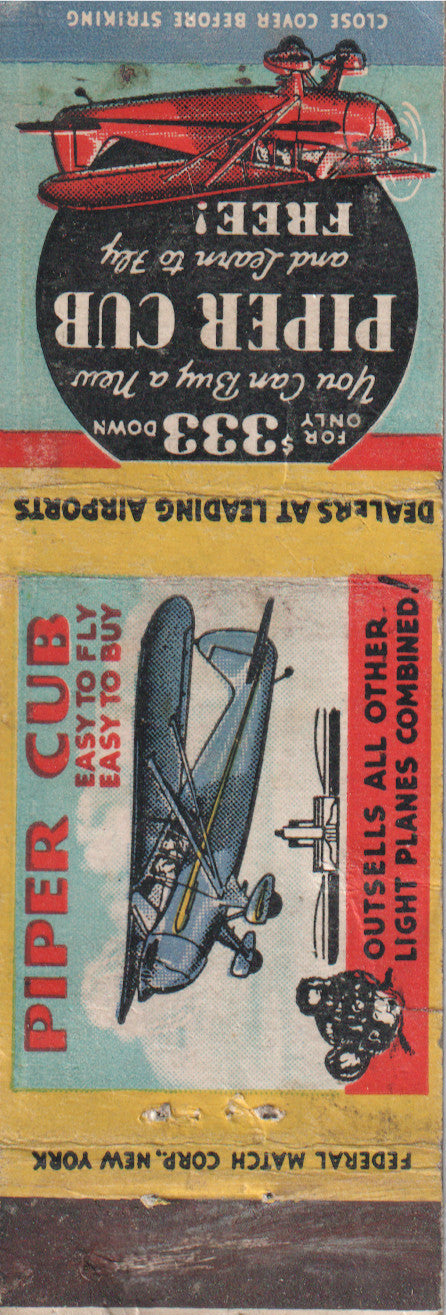 CLOSE COVER BEFORE STRIKING
FOR ONLY $333 DOWN
You Can Buy a New
PIPER CUB
and Learn to Fly
FREE!
DEALERS AT LEADING AIRPORTS
PIPER CUB
EASY TO FLY
EASY TO BUY
OUTSELLS ALL OTHER
LIGHT PLANES COMBINED!
FEDERAL MATCH CORP., NEW YORK